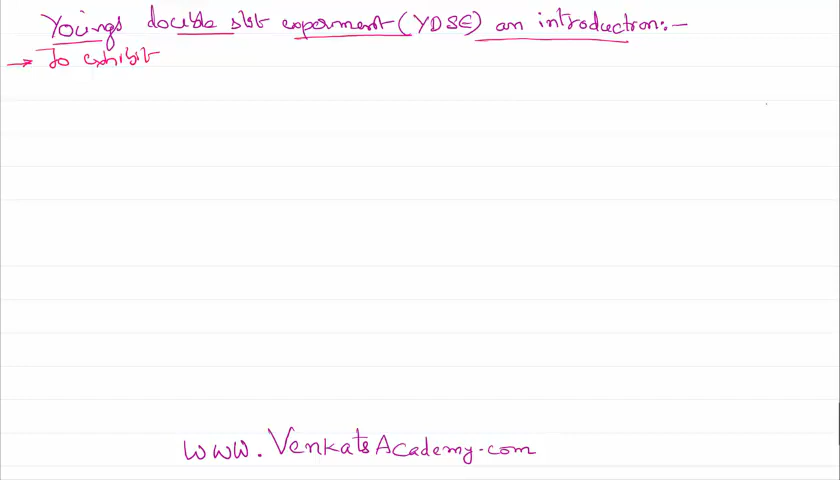 Youngs double slit experiment (YDSE) an introduction:-
→ To exhibit
www.VenkatsAcademy.com